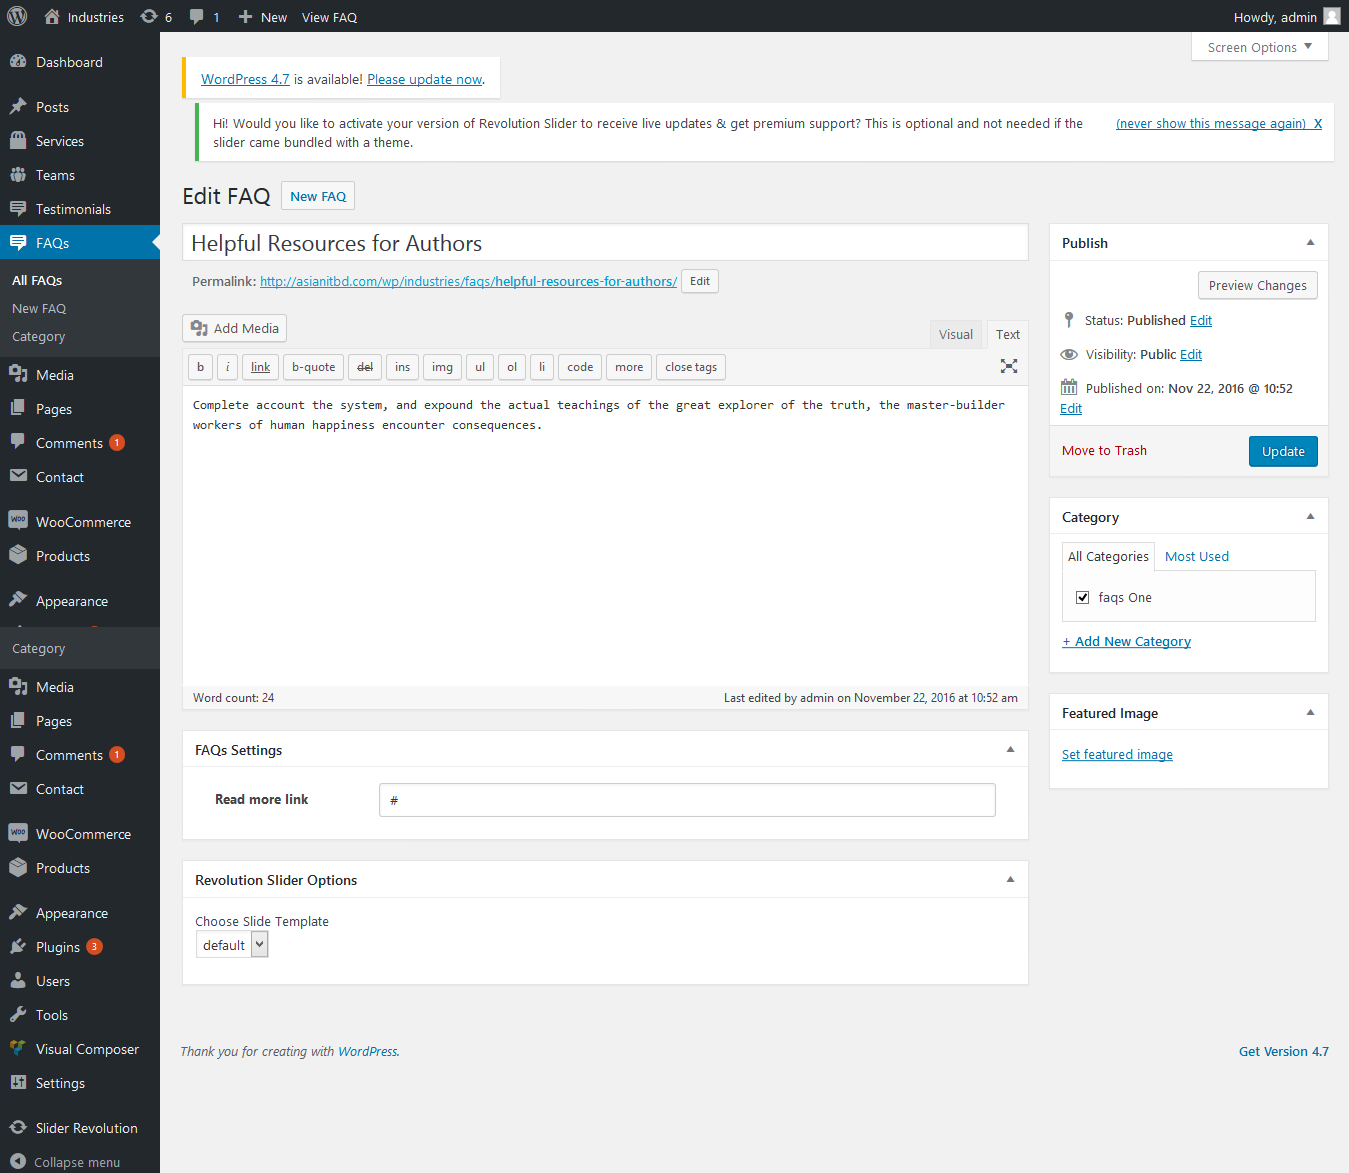 Industries 6 1 New View FAQ Howdy, admin
Screen Options
Dashboard
Posts
Services
Teams
Testimonials
FAQs
All FAQs
New FAQ
Category
Media
Pages
Comments 1
Contact
WooCommerce
Products
Appearance
Category
Media
Pages
Comments 1
Contact
WooCommerce
Products
Appearance
Plugins 3
Users
Tools
Visual Composer
Settings
Slider Revolution
Collapse menu
WordPress 4.7 is available! Please update now.
Hi! Would you like to activate your version of Revolution Slider to receive live updates & get premium support? This is optional and not needed if the
slider came bundled with a theme.
(never show this message again) X
Edit FAQ New FAQ
Helpful Resources for Authors
Permalink: http://asianitbd.com/wp/industries/faqs/helpful-resources-for-authors/ Edit
Add Media
Visual Text
b i link b-quote del ins img ul ol li code more close tags
Complete account the system, and expound the actual teachings of the great explorer of the truth, the master-builder
workers of human happiness encounter consequences.
Word count: 24 Last edited by admin on November 22, 2016 at 10:52 am
FAQs Settings
Read more link #
Revolution Slider Options
Choose Slide Template
default
Publish
Preview Changes
Status: Published Edit
Visibility: Public Edit
Published on: Nov 22, 2016 @ 10:52
Edit
Move to Trash Update
Category
All Categories Most Used
faqs One
+ Add New Category
Featured Image
Set featured image
Thank you for creating with WordPress. Get Version 4.7